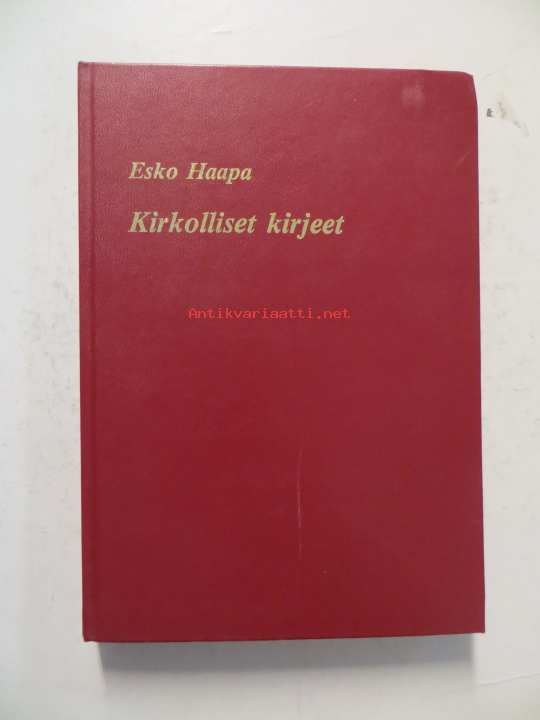 Esko Haapa
Kirkolliset kirjeet
Antikvariaatti.net